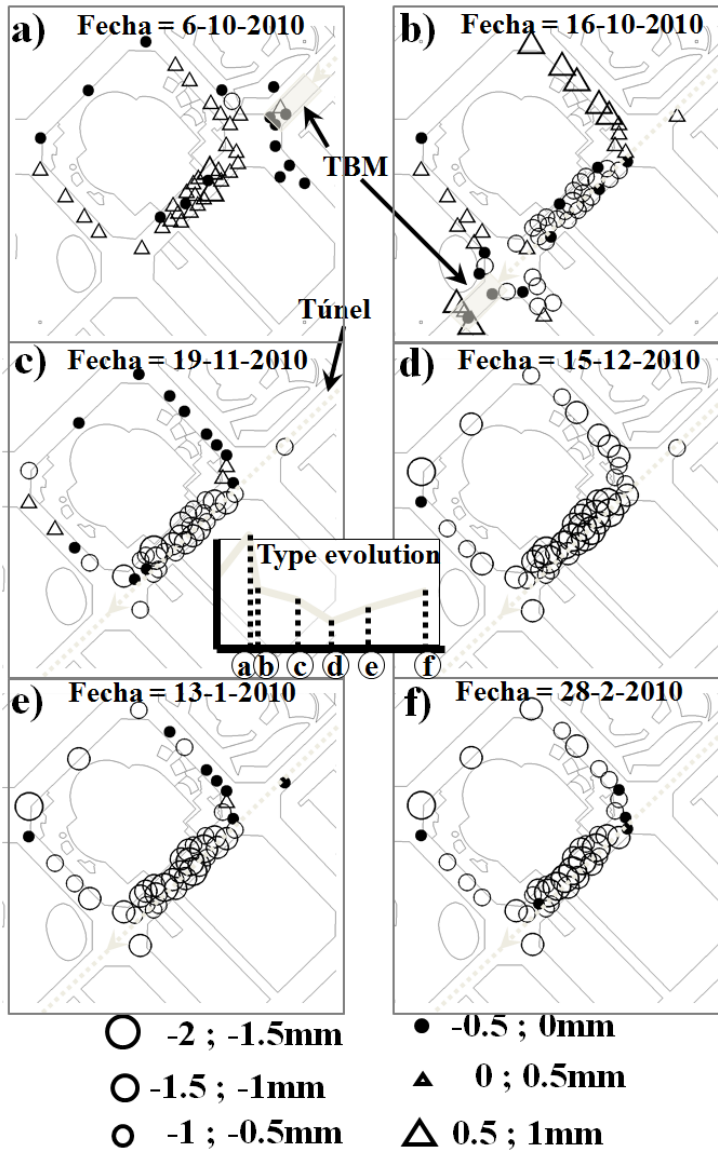 a)
Fecha = 6-10-2010
b)
Fecha = 16-10-2010
TBM
Túnel
c)
Fecha = 19-11-2010
d)
Fecha = 15-12-2010
Type evolution
a b c d e f
e)
Fecha = 13-1-2010
f)
Fecha = 28-2-2010
-2 ; -1.5mm
-0.5 ; 0mm
-1.5 ; -1mm
0 ; 0.5mm
-1 ; -0.5mm
0.5 ; 1mm